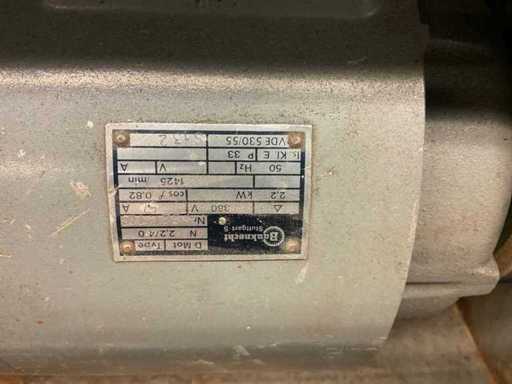 Bauknecht
Stuttgart-S
D Mot Type
N 2,2/4 D
Nr
△ 380 V A
2,2 kW cos/ 0,82
1425 /min
50 Hz V A
Is. Kl E P 33
VDE 530/55